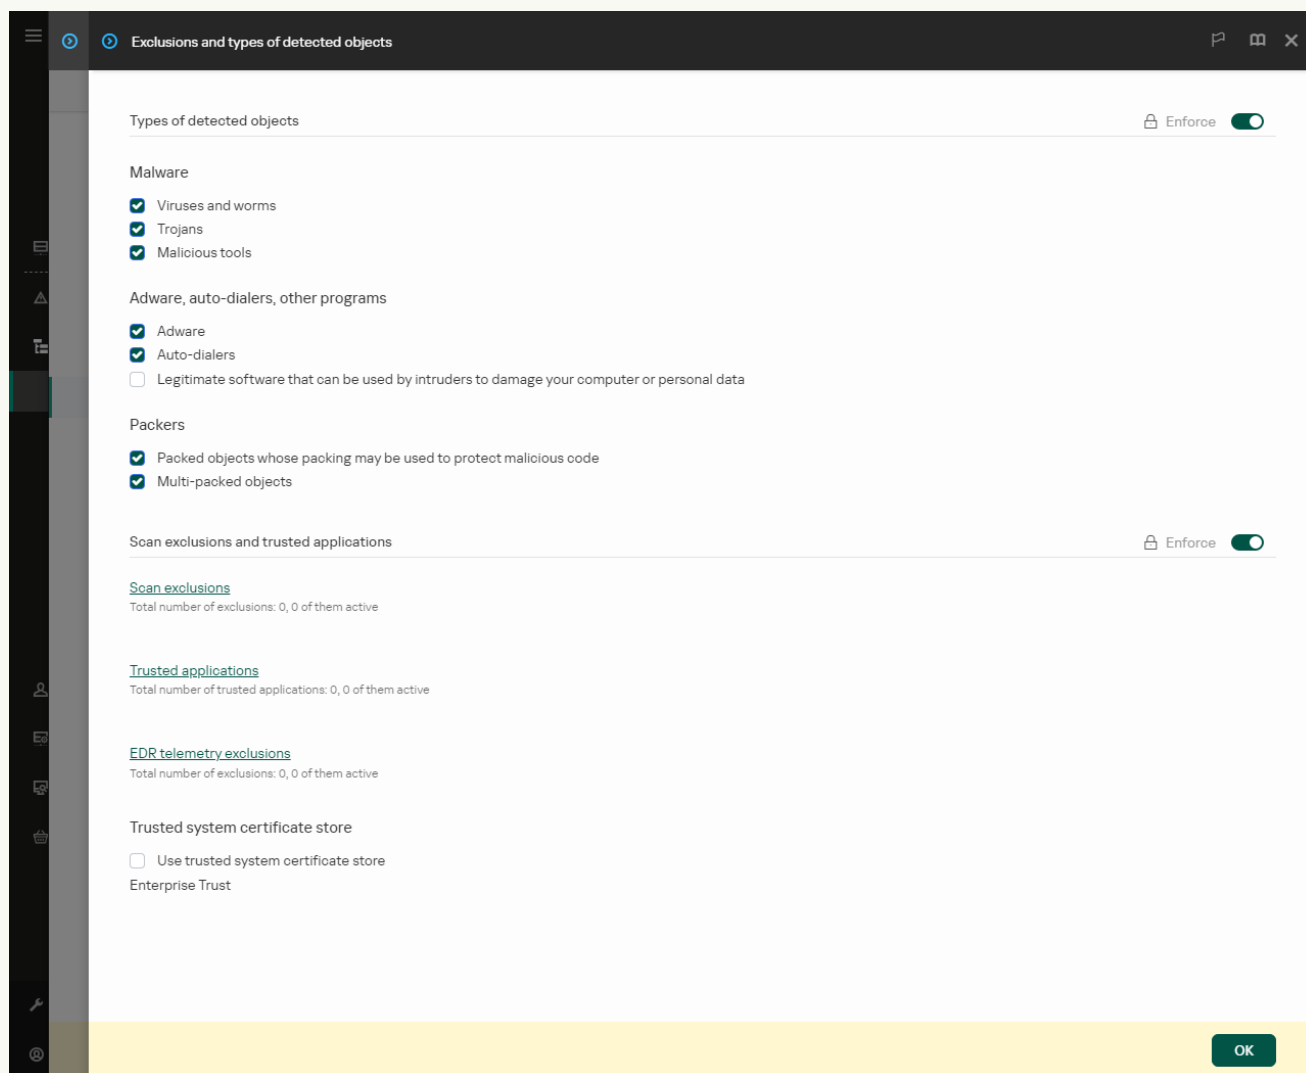 Exclusions and types of detected objects
Types of detected objects
Enforce
Malware
Viruses and worms
Trojans
Malicious tools
Adware, auto-dialers, other programs
Adware
Auto-dialers
Legitimate software that can be used by intruders to damage your computer or personal data
Packers
Packed objects whose packing may be used to protect malicious code
Multi-packed objects
Scan exclusions and trusted applications
Enforce
Scan exclusions
Total number of exclusions: 0, 0 of them active
Trusted applications
Total number of trusted applications: 0, 0 of them active
EDR telemetry exclusions
Total number of exclusions: 0, 0 of them active
Trusted system certificate store
Use trusted system certificate store
Enterprise Trust
OK